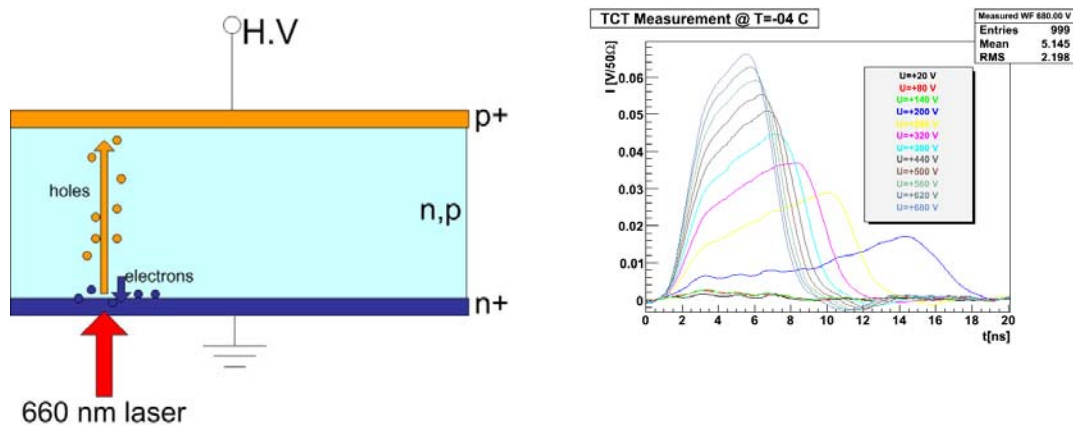 H.V
p+
holes
n,p
electrons
n+
660 nm laser
TCT Measurement @ T=-04 C
Measured WF 680.00 V
Entries 999
Mean 5.145
RMS 2.198
I [V/50Ω]
0.06
0.05
0.04
0.03
0.02
0.01
0
U=+20 V
U=+80 V
U=+140 V
U=+200 V
U=+320 V
U=+380 V
U=+440 V
U=+500 V
U=+560 V
U=+620 V
U=+680 V
0 2 4 6 8 10 12 14 16 18 20
t[ns]